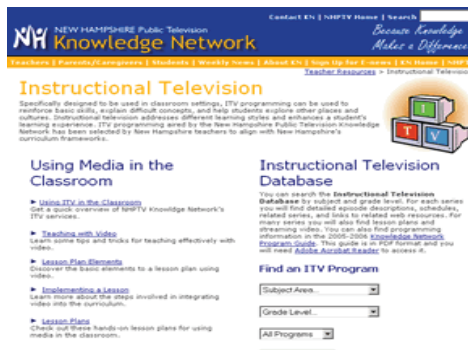 Contact KN | NHPTV Home | Search
NEW HAMPSHIRE Public Television
Knowledge Network
Because Knowledge
Makes a Difference
Teachers | Parents/Caregivers | Students | Weekly News | About KN | Sign Up for E-news | KN Home | NHPT
Teacher Resources > Instructional Televisio
Instructional Television
Specifically designed to be used in classroom settings, ITV programming can be used to
reinforce basic skills, explain difficult concepts, and help students explore other places and
cultures. Instructional television addresses different learning styles and enhances a student's
learning experience. ITV programming aired by the New Hampshire Public Television Knowledge
Network has been selected by New Hampshire teachers to align with New Hampshire's
curriculum frameworks.
I
T V
Using Media in the
Classroom
Using ITV in the Classroom
Get a quick overview of NHPTV Knowldge Network's
ITV services.
Teaching with Video
Learn some tips and tricks for teaching effectively with
video.
Lesson Plan Elements
Discover the basic elements to a lesson plan using
video.
Implementing a Lesson
Learn more about the steps involved in integrating
video into the curriculum.
Lesson Plans
Check out these hands-on lesson plans for using
media in the classroom.
Instructional Television
Database
You can search the Instructional Television
Database by subject and grade level. For each series
you will find detailed episode descriptions, schedules,
related series, and links to related web resources. For
many series you will also find lesson plans and
streaming video. You can also find programming
information in the 2005-2006 Knowledge Network
Program Guide. This guide is in PDF format and you
will need Adobe Acrobat Reader to access it.
Find an ITV Program
Subject Area...
Grade Level...
All Programs